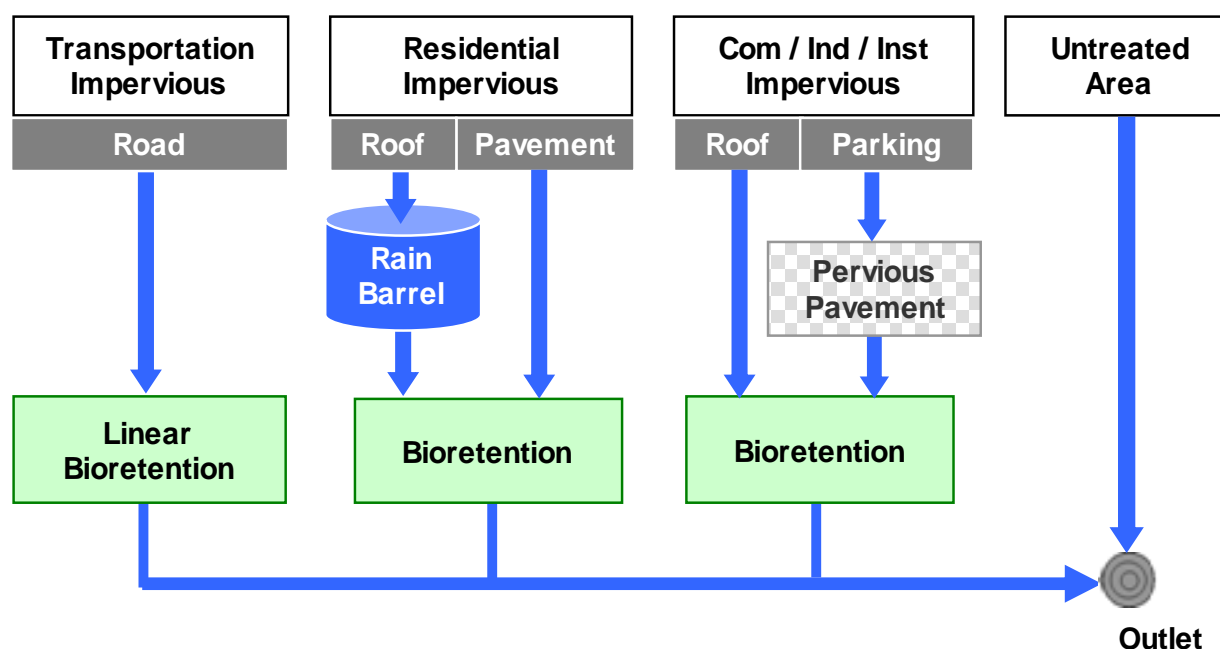 Transportation
Impervious
Residential
Impervious
Com / Ind / Inst
Impervious
Untreated
Area
Road
Roof
Pavement
Roof
Parking
Rain
Barrel
Pervious
Pavement
Linear
Bioretention
Bioretention
Bioretention
Outlet